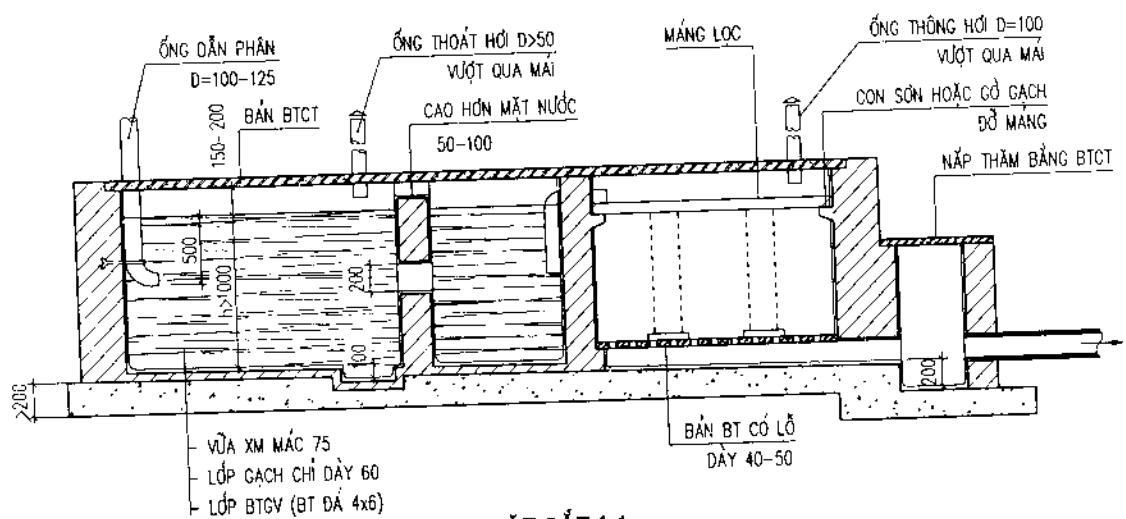 ỐNG DẪN PHÂN
D=100-125
150-200
BẢN BTCT
ỐNG THOÁT HƠI D>50
VƯỢT QUA MÁI
CAO HƠN MẶT NƯỚC
50-100
MÁNG LỌC
ỐNG THÔNG HƠI D=100
VƯỢT QUA MÁI
CON SƠN HOẶC GỜ GẠCH
ĐỠ MÁNG
NẮP THĂM BẰNG BTCT
500
h>1000
200
100
200
>200
VỮA XM MÁC 75
LỚP GẠCH CHỈ DÀY 60
LỚP BTGV (BT ĐÁ 4x6)
BẢN BT CÓ LỖ
DÀY 40-50